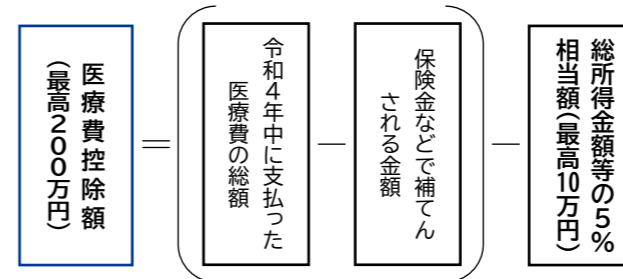 医療費控除額
（最高２００万円）
＝
（
令和４年中に支払った
医療費の総額
－
保険金などで補てん
される金額
）
－
総所得金額等の５％
相当額（最高10万円）